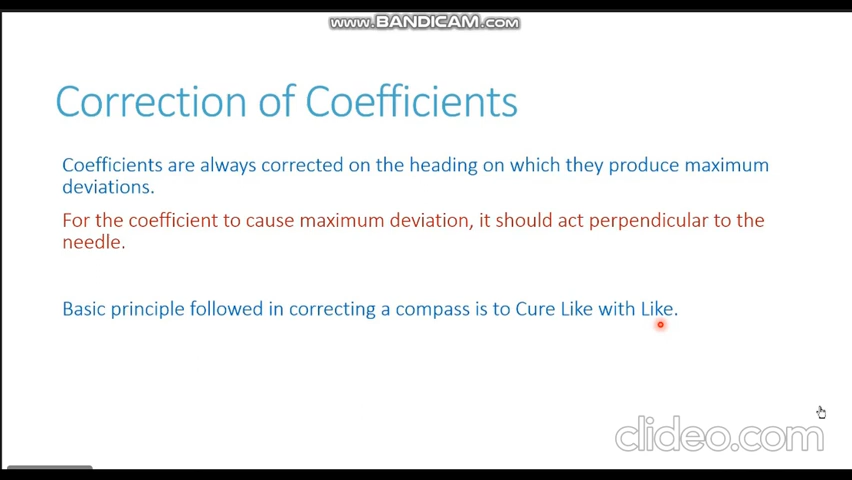 www.BANDICAM.com
Correction of Coefficients
Coefficients are always corrected on the heading on which they produce maximum
deviations.
For the coefficient to cause maximum deviation, it should act perpendicular to the
needle.
Basic principle followed in correcting a compass is to Cure Like with Like.
clideo.com